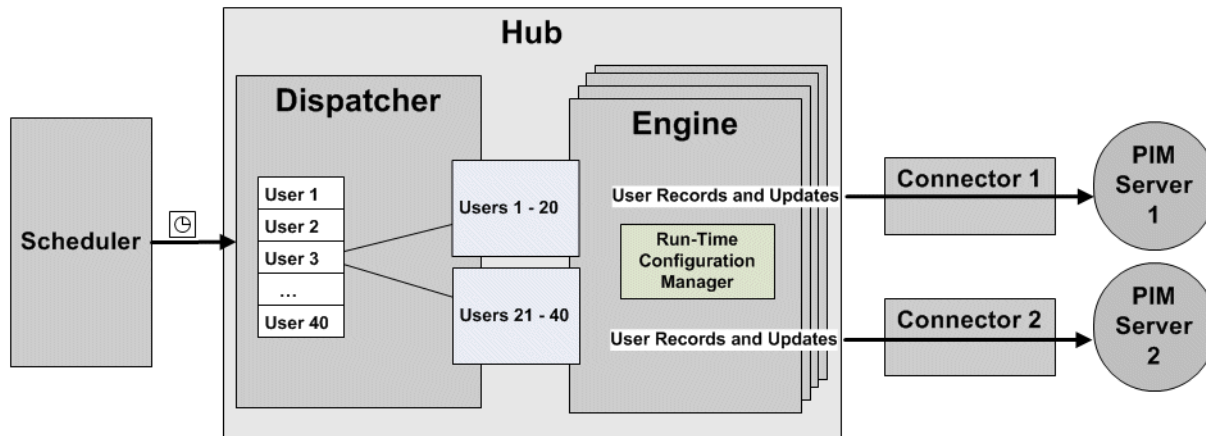 Hub
Dispatcher
Engine
Scheduler
User 1
User 2
User 3
...
User 40
Users 1 - 20
Users 21 - 40
User Records and Updates
Run-Time
Configuration
Manager
User Records and Updates
Connector 1
Connector 2
PIM
Server
1
PIM
Server
2